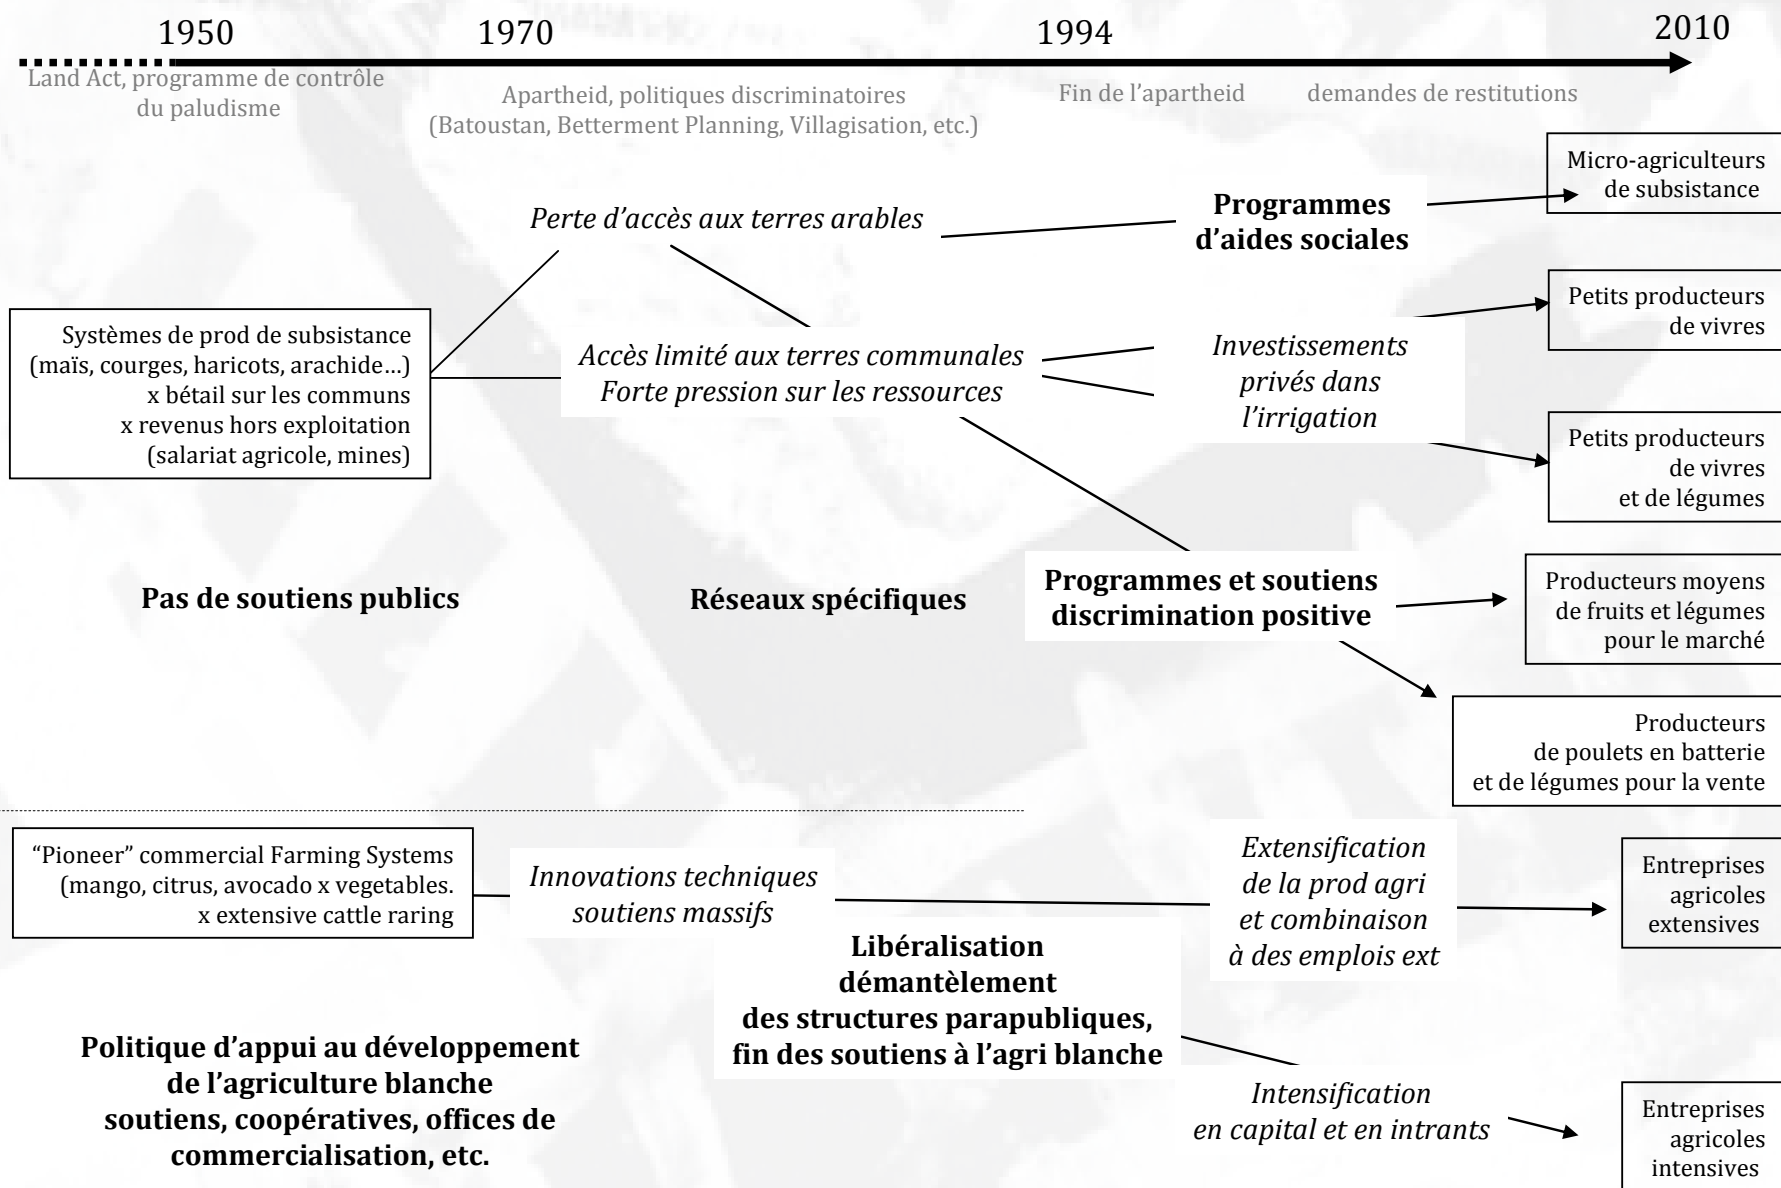 1950
1970
1994
2010
Land Act, programme de contrôle
du paludisme
Apartheid, politiques discriminatoires
(Batoustan, Betterment Planning, Villagisation, etc.)
Fin de l'apartheid
demandes de restitutions
Micro-agriculteurs
de subsistance
Programmes
d'aides sociales
Perte d'accès aux terres arables
Petits producteurs
de vivres
Systèmes de prod de subsistance
(maïs, courges, haricots, arachide…)
x bétail sur les communs
x revenus hors exploitation
(salariat agricole, mines)
Accès limité aux terres communales
Forte pression sur les ressources
Investissements
privés dans
l'irrigation
Petits producteurs
de vivres
et de légumes
Pas de soutiens publics
Réseaux spécifiques
Programmes et soutiens
discrimination positive
Producteurs moyens
de fruits et légumes
pour le marché
Producteurs
de poulets en batterie
et de légumes pour la vente
“Pioneer” commercial Farming Systems
(mango, citrus, avocado x vegetables.
x extensive cattle raring
Innovations techniques
soutiens massifs
Extensification
de la prod agri
et combinaison
à des emplois ext
Entreprises
agricoles
extensives
Libéralisation
démantèlement
des structures parapubliques,
fin des soutiens à l'agri blanche
Politique d'appui au développement
de l'agriculture blanche
soutiens, coopératives, offices de
commercialisation, etc.
Intensification
en capital et en intrants
Entreprises
agricoles
intensives